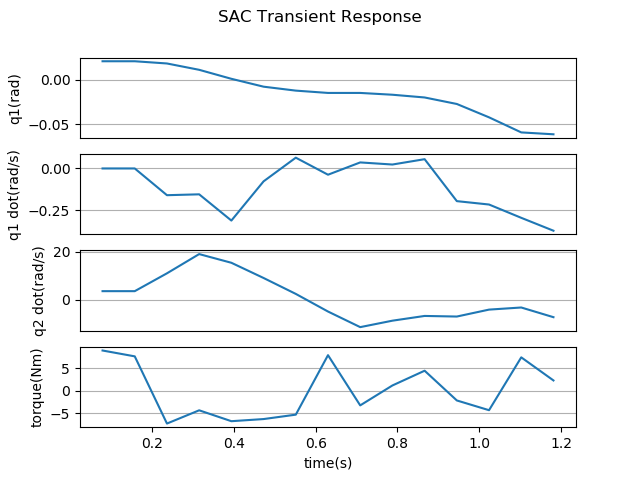 SAC Transient Response
q1(rad)
0.00
−0.05
q1 dot(rad/s)
0.00
−0.25
q2 dot(rad/s)
20
0
torque(Nm)
5
0
−5
0.2 0.4 0.6 0.8 1.0 1.2
time(s)